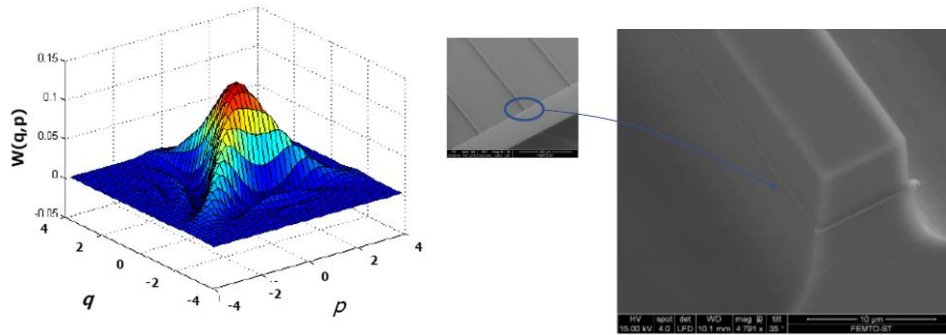 0.15
0.1
0.05
0
-0.05
W(q,p)
4
2
0
-2
-4
q
-4
-2
0
2
4
p
HV spot det WD mag tilt
15.00 kV 4.0 LFD 10.1 mm 4 791 x 35 °
10 µm
FEMTO-ST